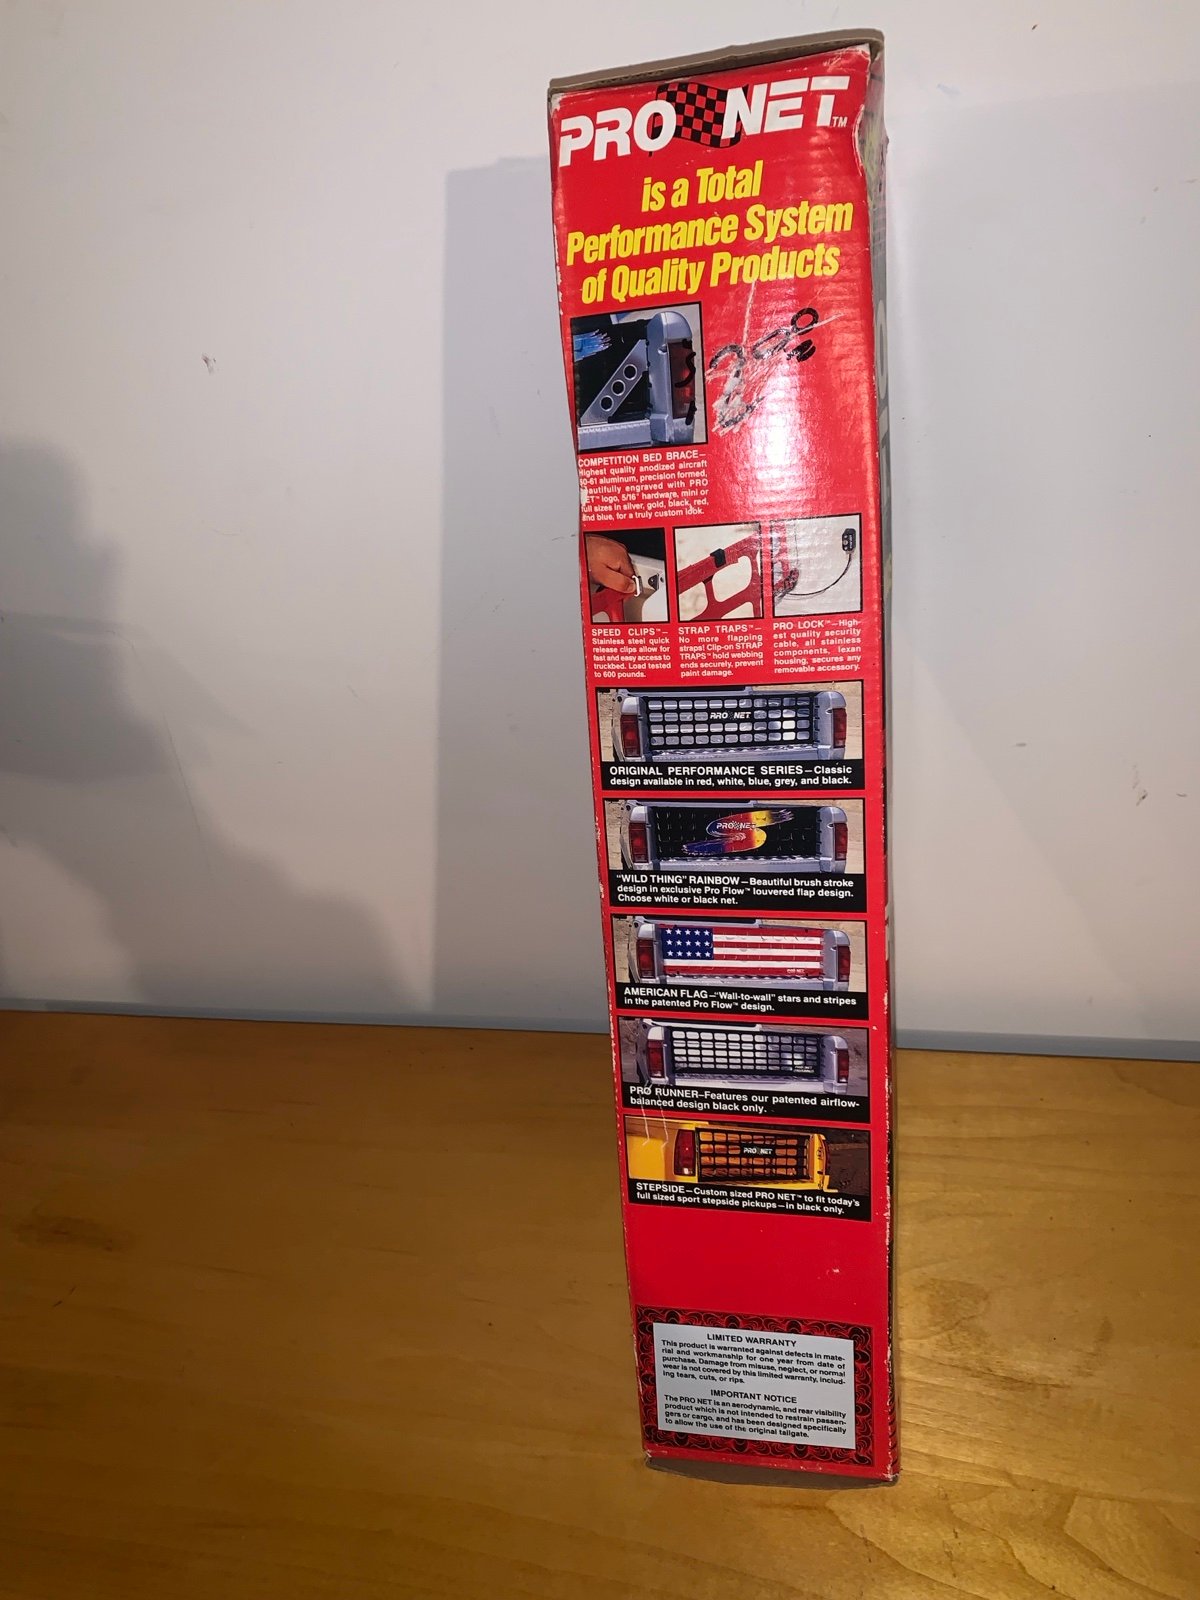 PRO NET™
is a Total
Performance System
of Quality Products
COMPETITION BED BRACE—
Highest quality anodized aircraft
60-61 aluminum, precision formed,
beautifully engraved with PRO
NET™ logo, 5/16" hardware, mini or
full sizes in silver, gold, black, red,
and blue, for a truly custom look.
SPEED CLIPS™—
Stainless steel quick
release clips allow for
fast and easy access to
truckbed. Load tested
to 600 pounds.
STRAP TRAPS™—
No more flapping
straps! Clip-on STRAP
TRAPS™ hold webbing
ends securely, prevent
paint damage.
PRO LOCK™—High-
est quality security
cable, all stainless
components, lexan
housing, secures any
removable accessory.
PRO NET
ORIGINAL PERFORMANCE SERIES—Classic
design available in red, white, blue, grey, and black.
PRO NET
"WILD THING" RAINBOW—Beautiful brush stroke
design in exclusive Pro Flow™ louvered flap design.
Choose white or black net.
PRO NET
AMERICAN FLAG—"Wall-to-wall" stars and stripes
in the patented Pro Flow™ design.
PRO RUNNER—Features our patented airflow-
balanced design black only.
PRO NET
STEPSIDE—Custom sized PRO NET™ to fit today's
full sized sport stepside pickups—in black only.
LIMITED WARRANTY
This product is warranted against defects in mate-
rial and workmanship for one year from date of
purchase. Damage from misuse, neglect, or normal
wear is not covered by this limited warranty, includ-
ing tears, cuts, or rips.
IMPORTANT NOTICE
The PRO NET is an aerodynamic, and rear visibility
product which is not intended to restrain passen-
gers or cargo, and has been designed specifically
to allow the use of the original tailgate.